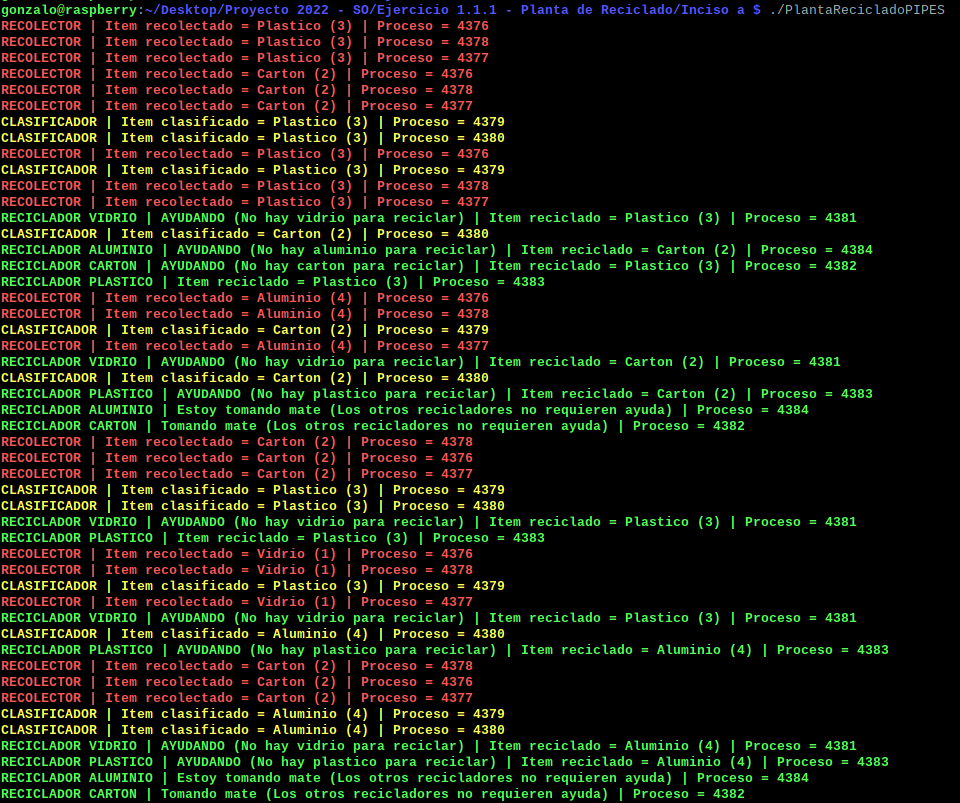 gonzalo@raspberry:~/Desktop/Proyecto 2022 - SO/Ejercicio 1.1.1 - Planta de Reciclado/Inciso a $ ./PlantaRecicladoPIPES
RECOLECTOR | Item recolectado = Plastico (3) | Proceso = 4376
RECOLECTOR | Item recolectado = Plastico (3) | Proceso = 4378
RECOLECTOR | Item recolectado = Plastico (3) | Proceso = 4377
RECOLECTOR | Item recolectado = Carton (2) | Proceso = 4376
RECOLECTOR | Item recolectado = Carton (2) | Proceso = 4378
RECOLECTOR | Item recolectado = Carton (2) | Proceso = 4377
CLASIFICADOR | Item clasificado = Plastico (3) | Proceso = 4379
CLASIFICADOR | Item clasificado = Plastico (3) | Proceso = 4380
RECOLECTOR | Item recolectado = Plastico (3) | Proceso = 4376
CLASIFICADOR | Item clasificado = Plastico (3) | Proceso = 4379
RECOLECTOR | Item recolectado = Plastico (3) | Proceso = 4378
RECOLECTOR | Item recolectado = Plastico (3) | Proceso = 4377
RECICLADOR VIDRIO | AYUDANDO (No hay vidrio para reciclar) | Item reciclado = Plastico (3) | Proceso = 4381
CLASIFICADOR | Item clasificado = Carton (2) | Proceso = 4380
RECICLADOR ALUMINIO | AYUDANDO (No hay aluminio para reciclar) | Item reciclado = Carton (2) | Proceso = 4384
RECICLADOR CARTON | AYUDANDO (No hay carton para reciclar) | Item reciclado = Plastico (3) | Proceso = 4382
RECICLADOR PLASTICO | Item reciclado = Plastico (3) | Proceso = 4383
RECOLECTOR | Item recolectado = Aluminio (4) | Proceso = 4376
RECOLECTOR | Item recolectado = Aluminio (4) | Proceso = 4378
CLASIFICADOR | Item clasificado = Carton (2) | Proceso = 4379
RECOLECTOR | Item recolectado = Aluminio (4) | Proceso = 4377
RECICLADOR VIDRIO | AYUDANDO (No hay vidrio para reciclar) | Item reciclado = Carton (2) | Proceso = 4381
CLASIFICADOR | Item clasificado = Carton (2) | Proceso = 4380
RECICLADOR PLASTICO | AYUDANDO (No hay plastico para reciclar) | Item reciclado = Carton (2) | Proceso = 4383
RECICLADOR ALUMINIO | Estoy tomando mate (Los otros recicladores no requieren ayuda) | Proceso = 4384
RECICLADOR CARTON | Tomando mate (Los otros recicladores no requieren ayuda) | Proceso = 4382
RECOLECTOR | Item recolectado = Carton (2) | Proceso = 4378
RECOLECTOR | Item recolectado = Carton (2) | Proceso = 4376
RECOLECTOR | Item recolectado = Carton (2) | Proceso = 4377
CLASIFICADOR | Item clasificado = Plastico (3) | Proceso = 4379
CLASIFICADOR | Item clasificado = Plastico (3) | Proceso = 4380
RECICLADOR VIDRIO | AYUDANDO (No hay vidrio para reciclar) | Item reciclado = Plastico (3) | Proceso = 4381
RECICLADOR PLASTICO | Item reciclado = Plastico (3) | Proceso = 4383
RECOLECTOR | Item recolectado = Vidrio (1) | Proceso = 4376
RECOLECTOR | Item recolectado = Vidrio (1) | Proceso = 4378
CLASIFICADOR | Item clasificado = Plastico (3) | Proceso = 4379
RECOLECTOR | Item recolectado = Vidrio (1) | Proceso = 4377
RECICLADOR VIDRIO | AYUDANDO (No hay vidrio para reciclar) | Item reciclado = Plastico (3) | Proceso = 4381
CLASIFICADOR | Item clasificado = Aluminio (4) | Proceso = 4380
RECICLADOR PLASTICO | AYUDANDO (No hay plastico para reciclar) | Item reciclado = Aluminio (4) | Proceso = 4383
RECOLECTOR | Item recolectado = Carton (2) | Proceso = 4378
RECOLECTOR | Item recolectado = Carton (2) | Proceso = 4376
RECOLECTOR | Item recolectado = Carton (2) | Proceso = 4377
CLASIFICADOR | Item clasificado = Aluminio (4) | Proceso = 4379
CLASIFICADOR | Item clasificado = Aluminio (4) | Proceso = 4380
RECICLADOR VIDRIO | AYUDANDO (No hay vidrio para reciclar) | Item reciclado = Aluminio (4) | Proceso = 4381
RECICLADOR PLASTICO | AYUDANDO (No hay plastico para reciclar) | Item reciclado = Aluminio (4) | Proceso = 4383
RECICLADOR ALUMINIO | Estoy tomando mate (Los otros recicladores no requieren ayuda) | Proceso = 4384
RECICLADOR CARTON | Tomando mate (Los otros recicladores no requieren ayuda) | Proceso = 4382